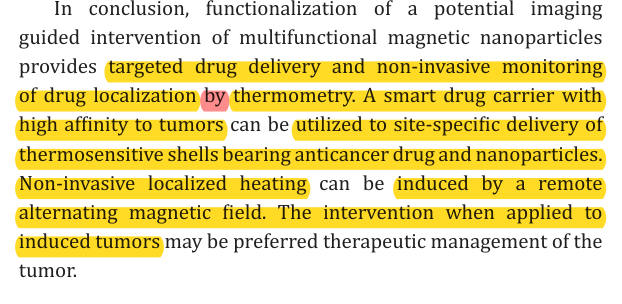 In conclusion, functionalization of a potential imaging
guided intervention of multifunctional magnetic nanoparticles
provides targeted drug delivery and non-invasive monitoring
of drug localization by thermometry. A smart drug carrier with
high affinity to tumors can be utilized to site-specific delivery of
thermosensitive shells bearing anticancer drug and nanoparticles.
Non-invasive localized heating can be induced by a remote
alternating magnetic field. The intervention when applied to
induced tumors may be preferred therapeutic management of the
tumor.